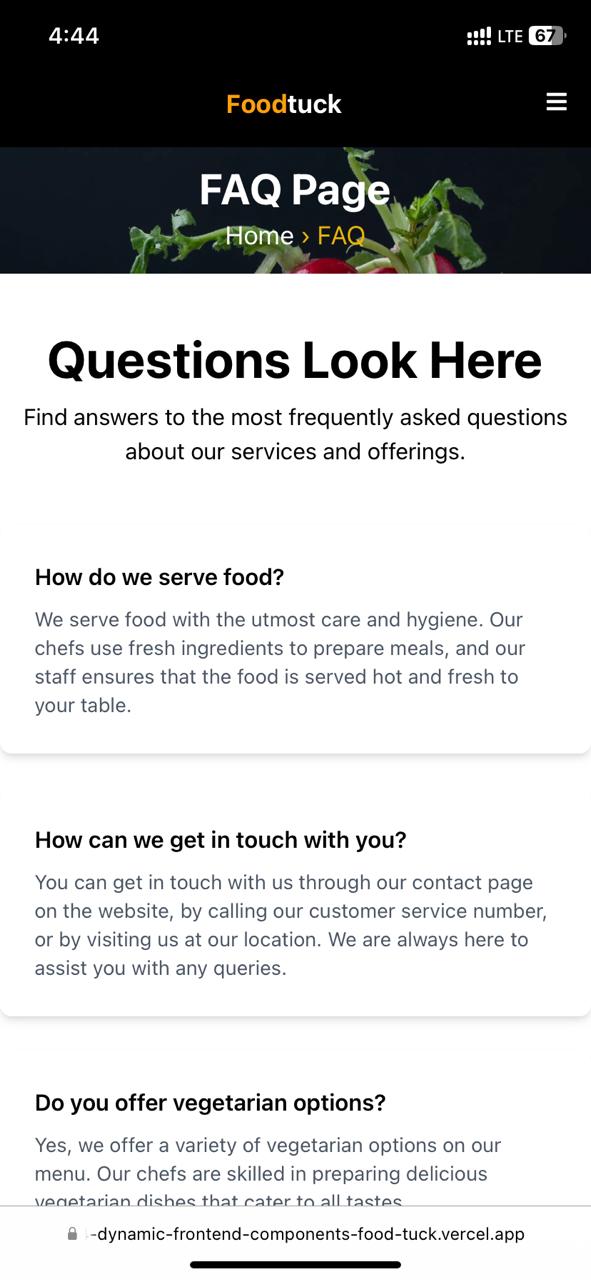 4:44
LTE 67
Foodtuck
FAQ Page
Home › FAQ
Questions Look Here
Find answers to the most frequently asked questions
about our services and offerings.
How do we serve food?
We serve food with the utmost care and hygiene. Our
chefs use fresh ingredients to prepare meals, and our
staff ensures that the food is served hot and fresh to
your table.
How can we get in touch with you?
You can get in touch with us through our contact page
on the website, by calling our customer service number,
or by visiting us at our location. We are always here to
assist you with any queries.
Do you offer vegetarian options?
Yes, we offer a variety of vegetarian options on our
menu. Our chefs are skilled in preparing delicious
vegetarian dishes that cater to all tastes
-dynamic-frontend-components-food-tuck.vercel.app